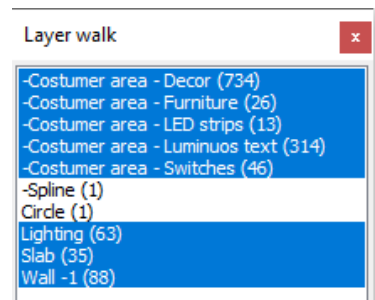 Layer walk
x
-Costumer area - Decor (734)
-Costumer area - Furniture (26)
-Costumer area - LED strips (13)
-Costumer area - Luminuos text (314)
-Costumer area - Switches (46)
-Spline (1)
Circle (1)
Lighting (63)
Slab (35)
Wall -1 (88)